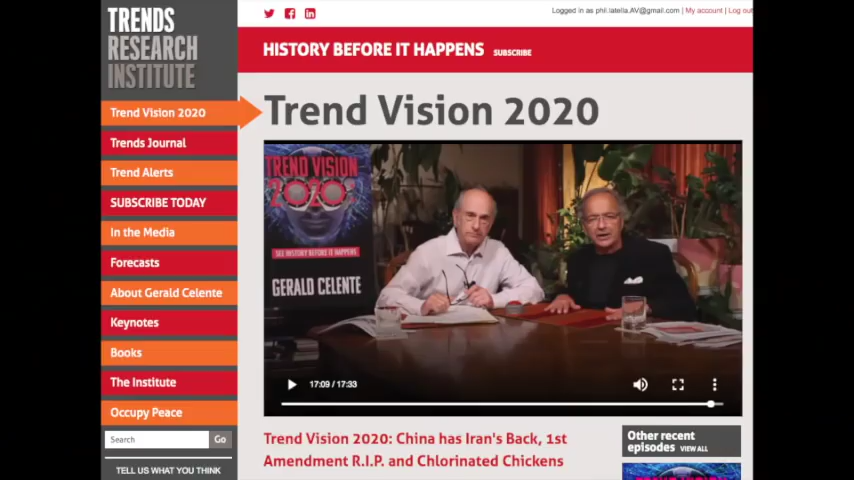 TRENDS
RESEARCH
INSTITUTE
Logged in as phil.latella.AV@gmail.com | My account | Log out
HISTORY BEFORE IT HAPPENS SUBSCRIBE
Trend Vision 2020
Trends Journal
Trend Alerts
SUBSCRIBE TODAY
In the Media
Forecasts
About Gerald Celente
Keynotes
Books
The Institute
Occupy Peace
Search Go
TELL US WHAT YOU THINK
Trend Vision 2020
TREND VISION
2020
SEE HISTORY BEFORE IT HAPPENS
GERALD CELENTE
17:09 / 17:33
Trend Vision 2020: China has Iran's Back, 1st
Amendment R.I.P. and Chlorinated Chickens
Other recent
episodes VIEW ALL